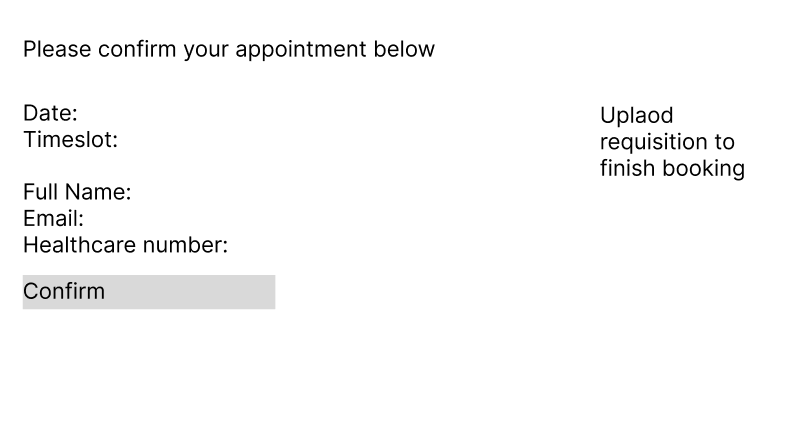 Please confirm your appointment below
Date:
Timeslot:
Uplaod
requisition to
finish booking
Full Name:
Email:
Healthcare number:
Confirm